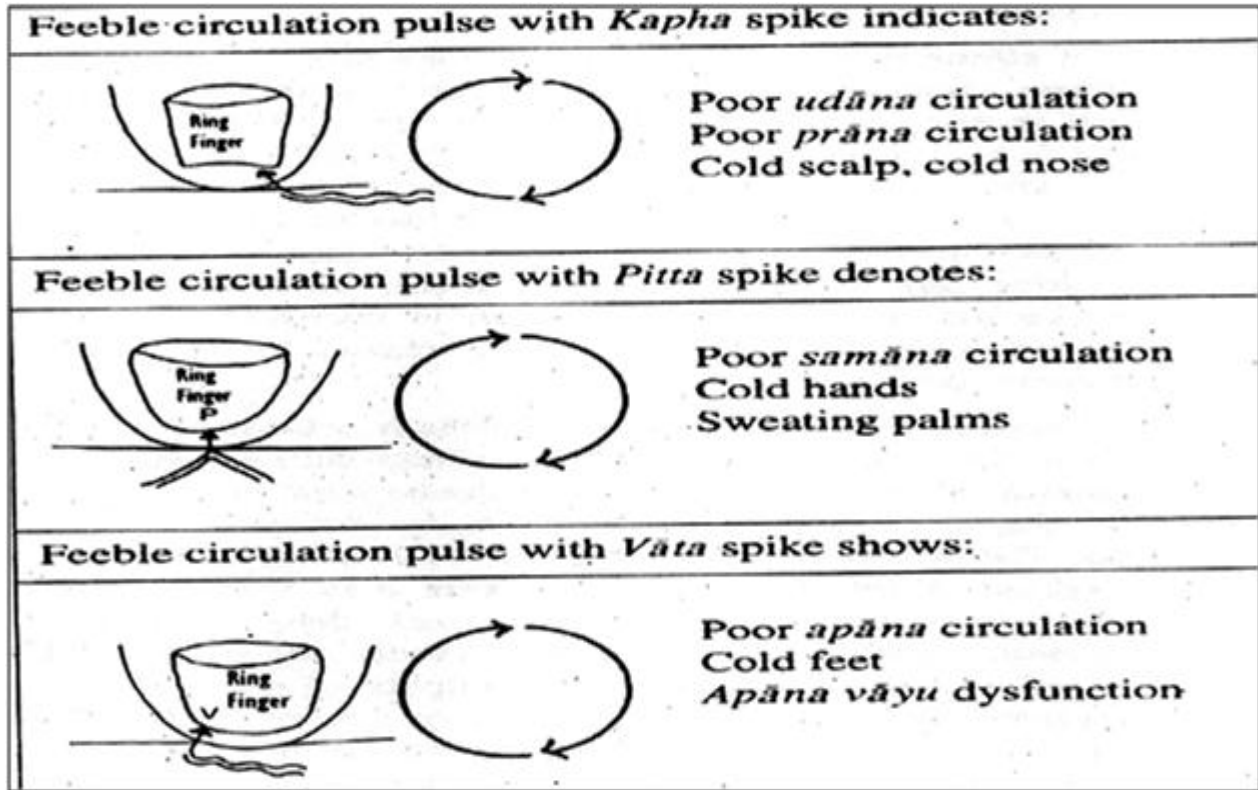 Feeble circulation pulse with Kapha spike indicates:
Ring
Finger
Poor udāna circulation
Poor prāna circulation
Cold scalp, cold nose
Feeble circulation pulse with Pitta spike denotes:
Ring
Finger
P
Poor samāna circulation
Cold hands
Sweating palms
Feeble circulation pulse with Vāta spike shows:
Ring
Finger
V
Poor apāna circulation
Cold feet
Apāna vāyu dysfunction